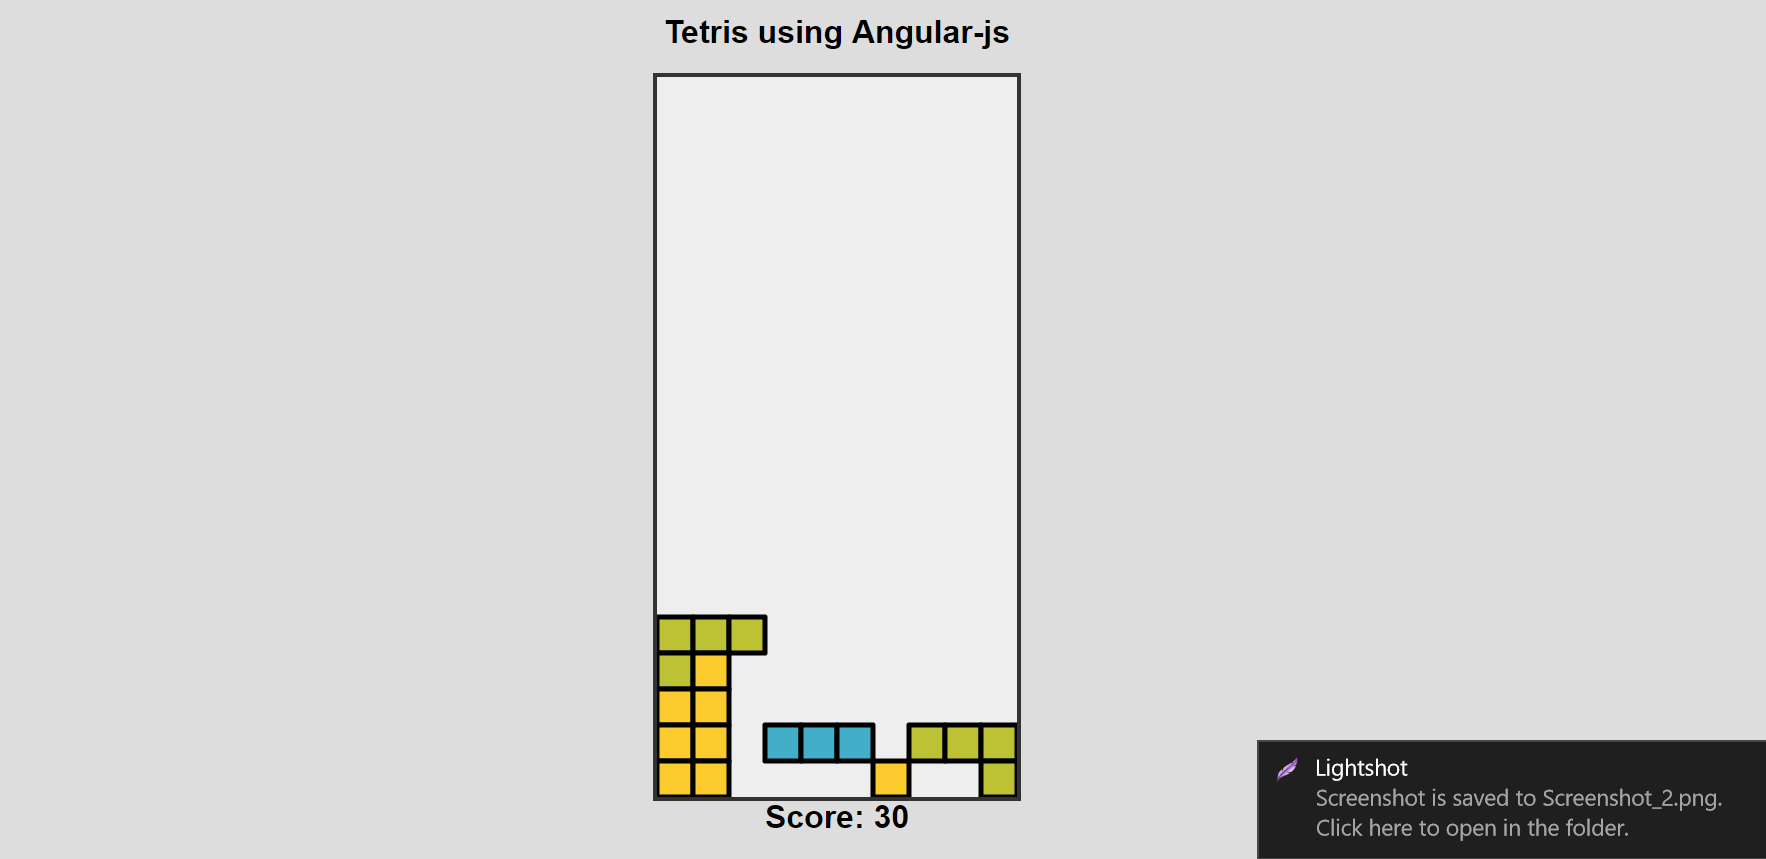 Tetris using Angular-js
Score: 30
Lightshot
Screenshot is saved to Screenshot_2.png.
Click here to open in the folder.